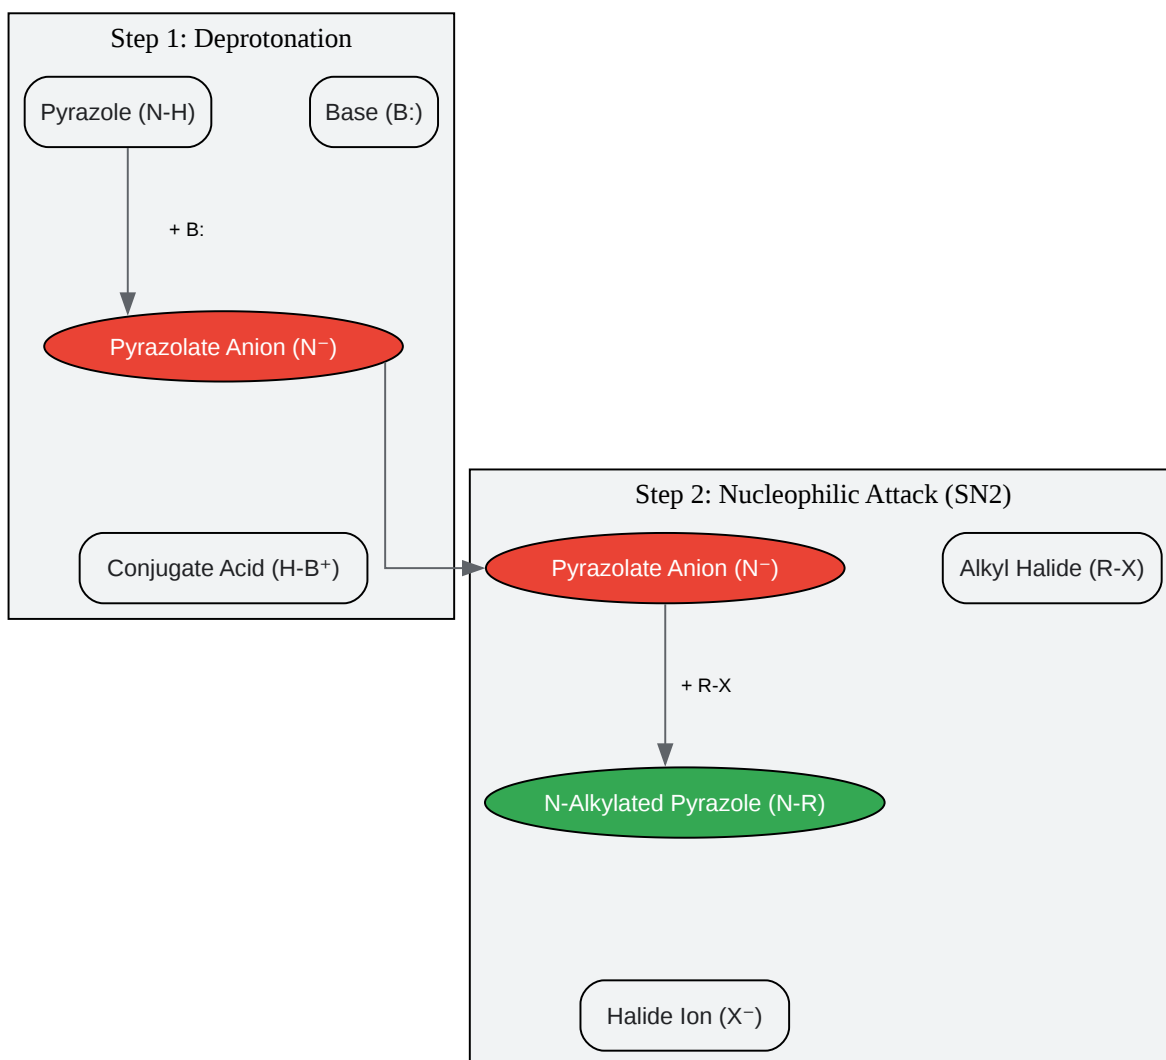 Step 1: Deprotonation
Pyrazole (N-H)
Base (B:)
+ B:
Pyrazolate Anion (N⁻)
Conjugate Acid (H-B⁺)
Step 2: Nucleophilic Attack (SN2)
Pyrazolate Anion (N⁻)
Alkyl Halide (R-X)
+ R-X
N-Alkylated Pyrazole (N-R)
Halide Ion (X⁻)